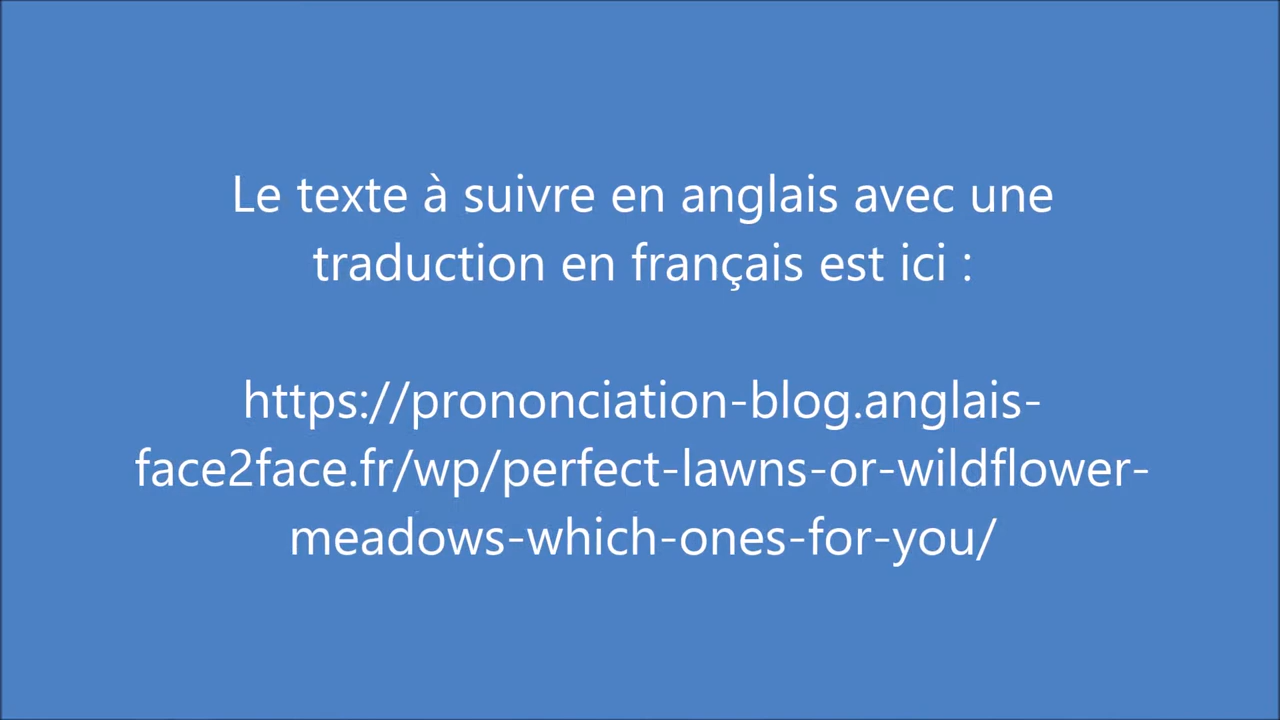 Le texte à suivre en anglais avec une
traduction en français est ici :
https://prononciation-blog.anglais-
face2face.fr/wp/perfect-lawns-or-wildflower-
meadows-which-ones-for-you/